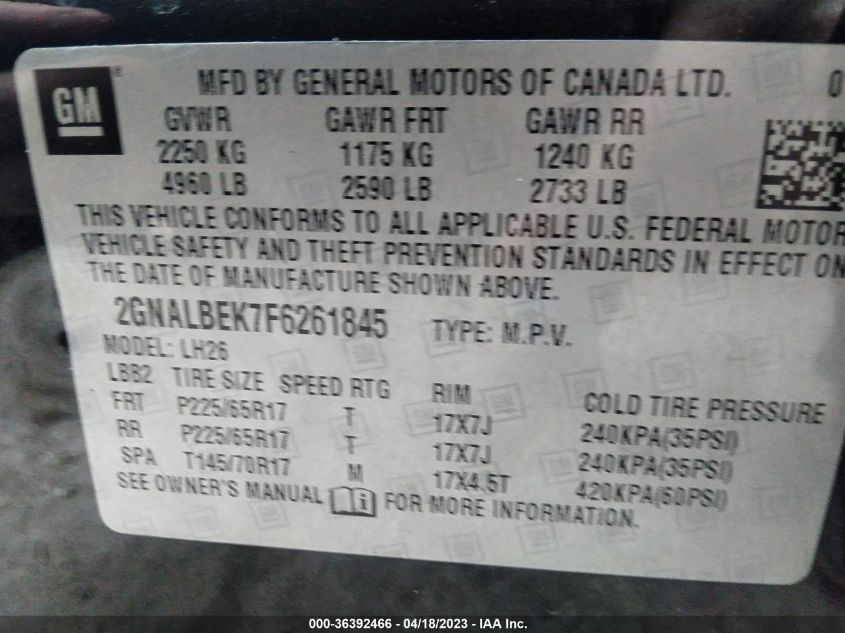 GM ®
MFD BY GENERAL MOTORS OF CANADA LTD. 0
GVWR GAWR FRT GAWR RR
2250 KG 1175 KG 1240 KG
4960 LB 2590 LB 2733 LB
THIS VEHICLE CONFORMS TO ALL APPLICABLE U.S. FEDERAL MOTOR
VEHICLE SAFETY AND THEFT PREVENTION STANDARDS IN EFFECT ON
THE DATE OF MANUFACTURE SHOWN ABOVE.
2GNALBEK7F6261845 TYPE: M.P.V.
MODEL: LH26
LBB2 TIRE SIZE SPEED RTG RIM COLD TIRE PRESSURE
FRT P225/65R17 T 17X7J 240KPA(35PSI)
RR P225/65R17 T 17X7J 240KPA(35PSI)
SPA T145/70R17 M 17X4.5T 420KPA(60PSI)
SEE OWNER'S MANUAL i FOR MORE INFORMATION.
000-36392466 - 04/18/2023 - IAA Inc.